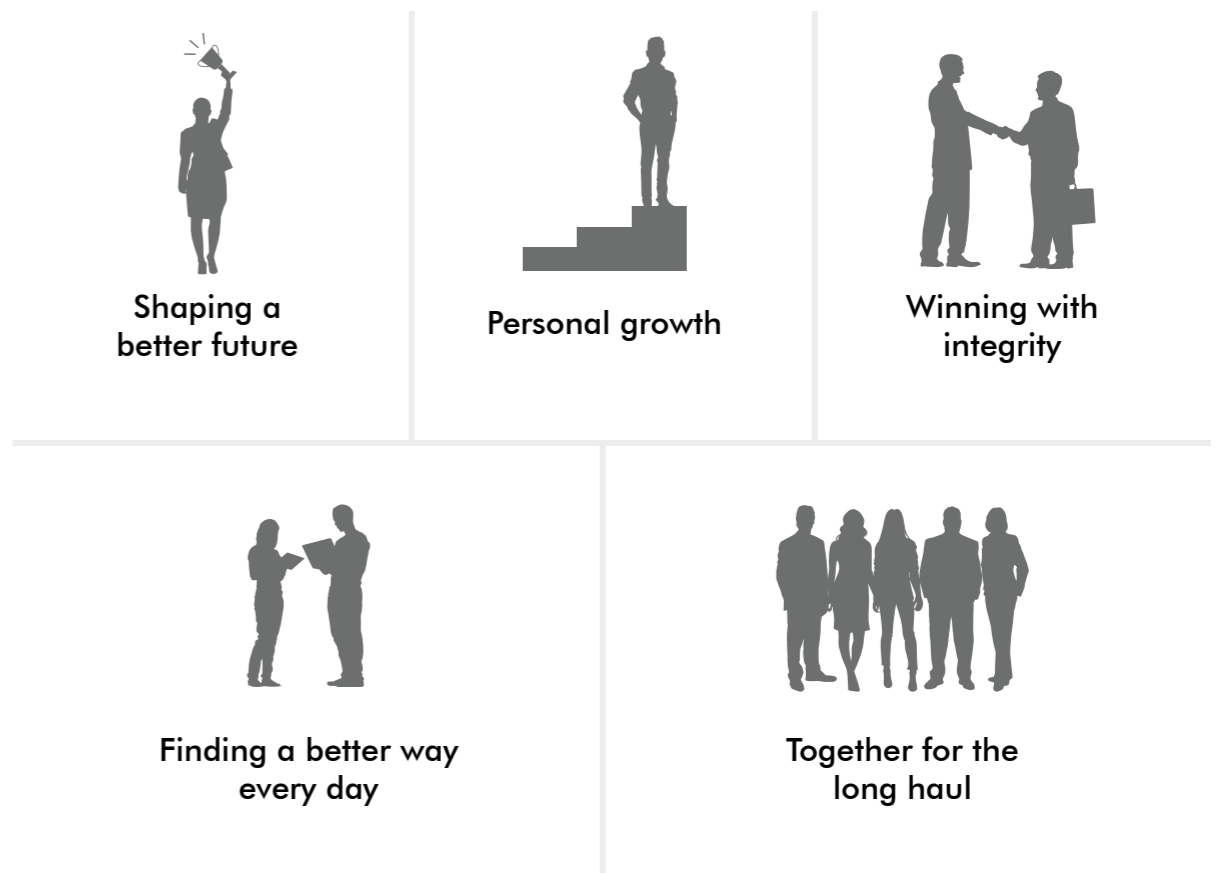 Shaping a
better future
Personal growth
Winning with
integrity
Finding a better way
every day
Together for the
long haul